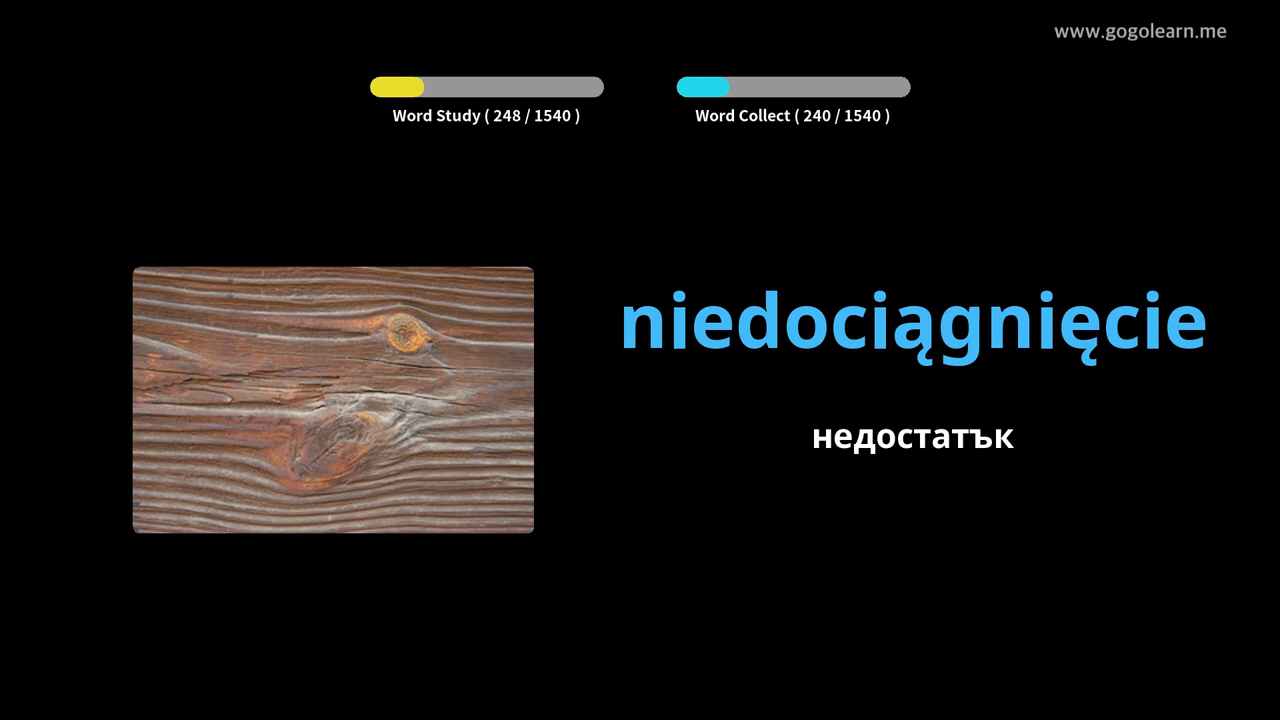 www.gogolearn.me
Word Study ( 248 / 1540 )
Word Collect ( 240 / 1540 )
niedociągnięcie
недостатък